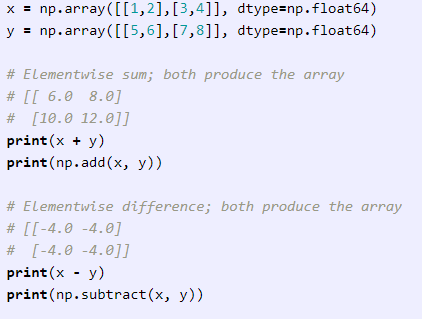 x = np.array([[1,2],[3,4]], dtype=np.float64)
y = np.array([[5,6],[7,8]], dtype=np.float64)

# Elementwise sum; both produce the array
# [[ 6.0  8.0]
#  [10.0 12.0]]
print(x + y)
print(np.add(x, y))

# Elementwise difference; both produce the array
# [[-4.0 -4.0]
#  [-4.0 -4.0]]
print(x - y)
print(np.subtract(x, y))